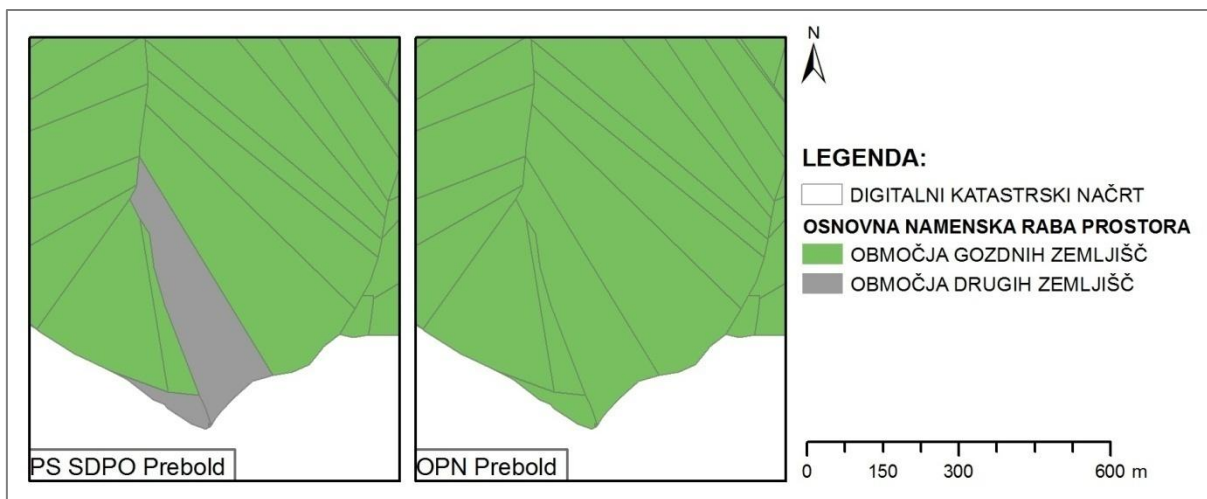 PS SDPO Prebold
OPN Prebold
N
LEGENDA:
DIGITALNI KATASTRSKI NAČRT
OSNOVNA NAMENSKA RABA PROSTORA
OBMOČJA GOZDNIH ZEMLJIŠČ
OBMOČJA DRUGIH ZEMLJIŠČ
0 150 300 600 m